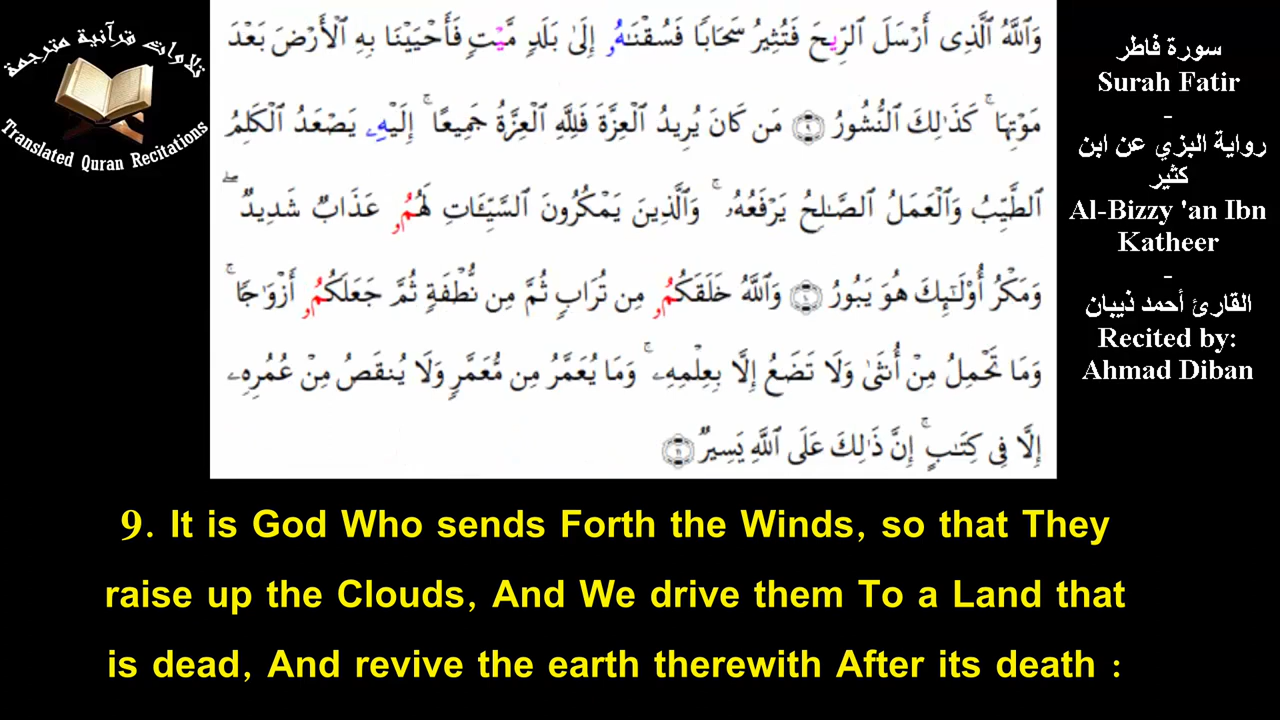 تلاوات قرآنية مترجمة
Translated Quran Recitations
وَٱللَّهُ ٱلَّذِى أَرْسَلَ ٱلرِّيحَ فَتُثِيرُ سَحَابًا فَسُقْنَـٰهُۥ إِلَىٰ بَلَدٍ مَّيْتٍ فَأَحْيَيْنَا بِهِ ٱلْأَرْضَ بَعْدَ
مَوْتِهَا ۚ كَذَٰلِكَ ٱلنُّشُورُ ۝٩ مَن كَانَ يُرِيدُ ٱلْعِزَّةَ فَلِلَّهِ ٱلْعِزَّةُ جَمِيعًا ۚ إِلَيْهِۦ يَصْعَدُ ٱلْكَلِمُ
ٱلطَّيِّبُ وَٱلْعَمَلُ ٱلصَّـٰلِحُ يَرْفَعُهُۥ ۚ وَٱلَّذِينَ يَمْكُرُونَ ٱلسَّيِّـَٔاتِ لَهُمُۥ عَذَابٌ شَدِيدٌ ۖ
وَمَكْرُ أُو۟لَـٰٓئِكَ هُوَ يَبُورُ ۝١٠ وَٱللَّهُ خَلَقَكُمُۥ مِن تُرَابٍ ثُمَّ مِن نُّطْفَةٍ ثُمَّ جَعَلَكُمُۥ أَزْوَٰجًا ۚ
وَمَا تَحْمِلُ مِنْ أُنثَىٰ وَلَا تَضَعُ إِلَّا بِعِلْمِهِۦ ۚ وَمَا يُعَمَّرُ مِن مُّعَمَّرٍ وَلَا يُنقَصُ مِنْ عُمُرِهِۦ
إِلَّا فِى كِتَـٰبٍ ۚ إِنَّ ذَٰلِكَ عَلَى ٱللَّهِ يَسِيرٌ ۝١١
سورة فاطر
Surah Fatir
-
رواية البزي عن ابن
كثير
Al-Bizzy 'an Ibn
Katheer
-
القارئ أحمد ذيبان
Recited by:
Ahmad Diban
9. It is God Who sends Forth the Winds, so that They
raise up the Clouds, And We drive them To a Land that
is dead, And revive the earth therewith After its death :